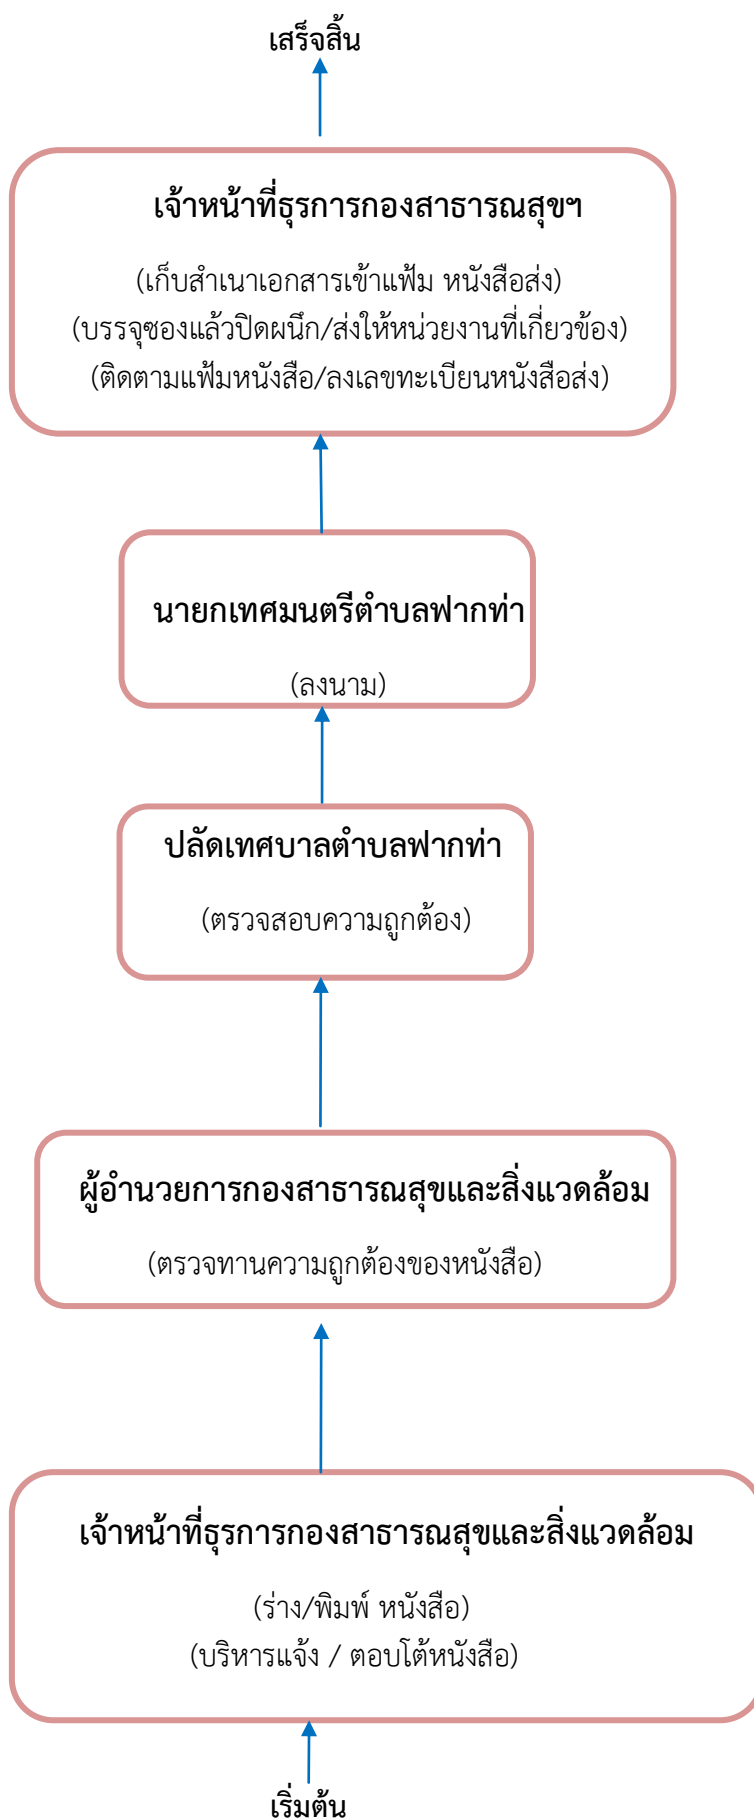 เสร็จสิ้น
เจ้าหน้าที่ธุรการกองสาธารณสุขฯ
(เก็บสำเนาเอกสารเข้าแฟ้ม หนังสือส่ง)
(บรรจุซองแล้วปิดผนึก/ส่งให้หน่วยงานที่เกี่ยวข้อง)
(ติดตามแฟ้มหนังสือ/ลงเลขทะเบียนหนังสือส่ง)
นายกเทศมนตรีตำบลฟากท่า
(ลงนาม)
ปลัดเทศบาลตำบลฟากท่า
(ตรวจสอบความถูกต้อง)
ผู้อำนวยการกองสาธารณสุขและสิ่งแวดล้อม
(ตรวจทานความถูกต้องของหนังสือ)
เจ้าหน้าที่ธุรการกองสาธารณสุขและสิ่งแวดล้อม
(ร่าง/พิมพ์ หนังสือ)
(บริหารแจ้ง / ตอบโต้หนังสือ)
เริ่มต้น